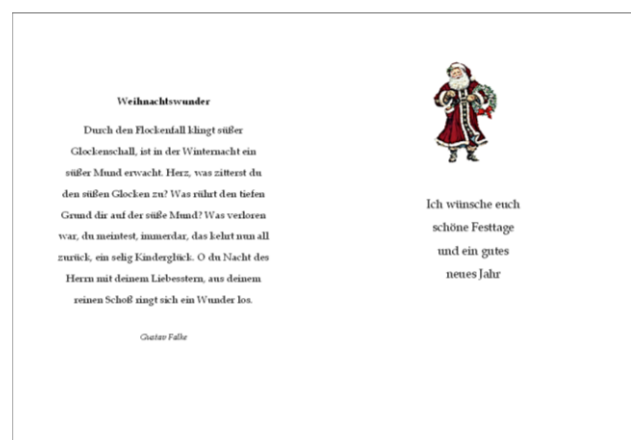 Weihnachtswunder
Durch den Flockenfall klingt süßer
Glockenschall, ist in der Winternacht ein
süßer Mund erwacht. Herz, was zitterst du
den süßen Glocken zu? Was rührt den tiefen
Grund dir auf der süße Mund? Was verloren
war, du meintest, immerdar, das kehrt nun all
zurück, ein selig Kinderglück. O du Nacht des
Herrn mit deinem Liebesstern, aus deinem
reinen Schoß ringt sich ein Wunder los.
Gustav Falke
Ich wünsche euch
schöne Festtage
und ein gutes
neues Jahr